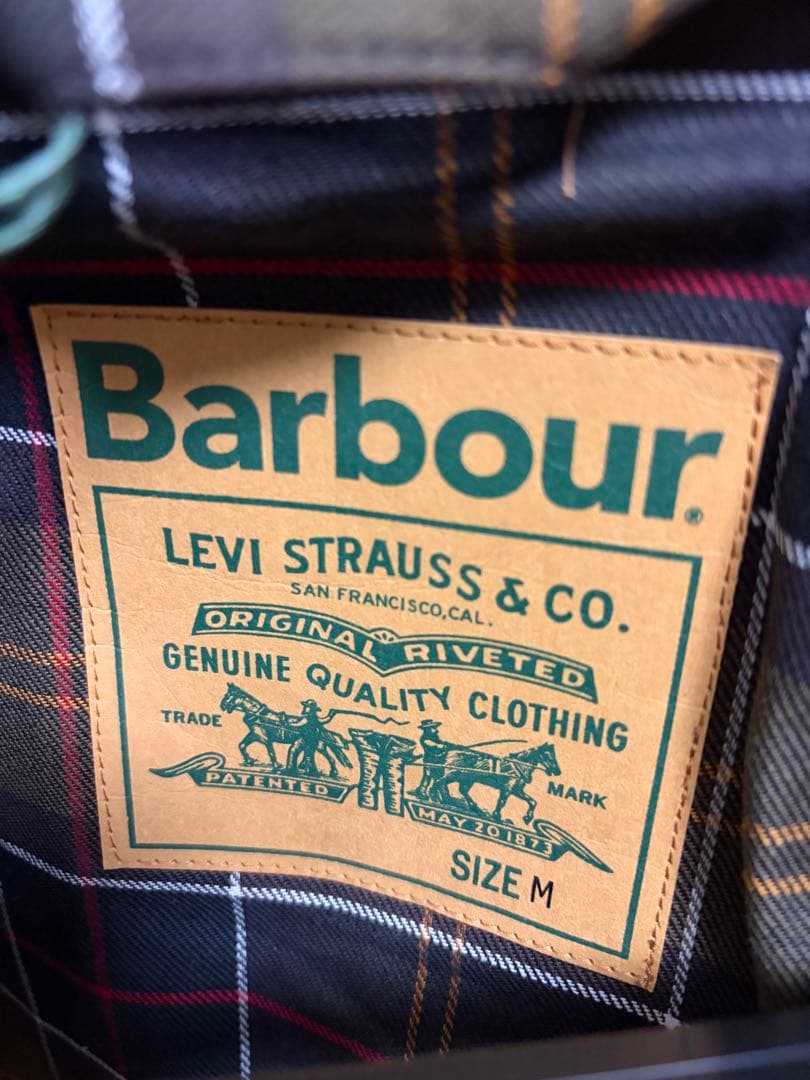 Barbour®
LEVI STRAUSS & CO.
SAN FRANCISCO, CAL.
ORIGINAL RIVETED
GENUINE QUALITY CLOTHING
TRADE MARK
PATENTED MAY 20 1873
SIZE M